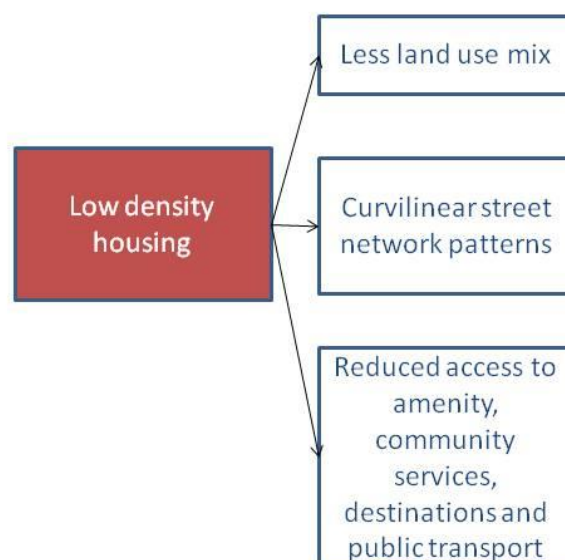 Less land use mix
Low density
housing
Curvilinear street
network patterns
Reduced access to
amenity,
community
services,
destinations and
public transport